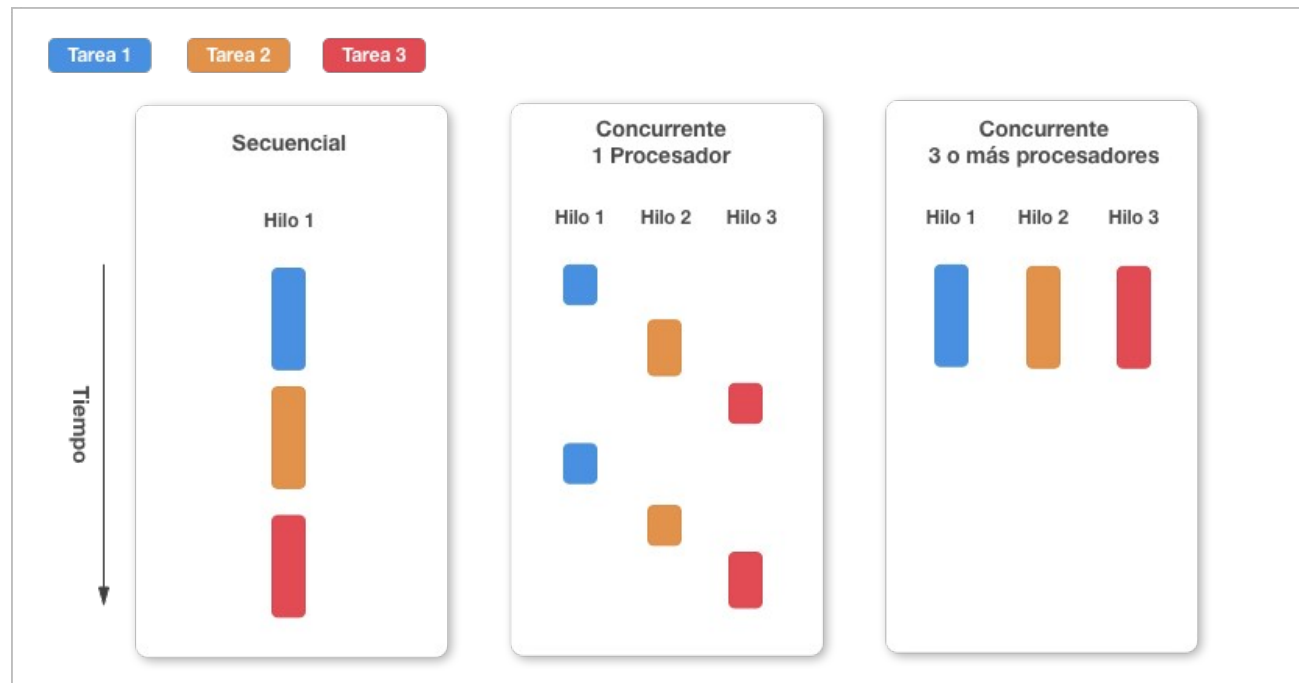 Tarea 1
Tarea 2
Tarea 3
Secuencial
Hilo 1
Concurrente
1 Procesador
Hilo 1
Hilo 2
Hilo 3
Concurrente
3 o más procesadores
Hilo 1
Hilo 2
Hilo 3
Tiempo